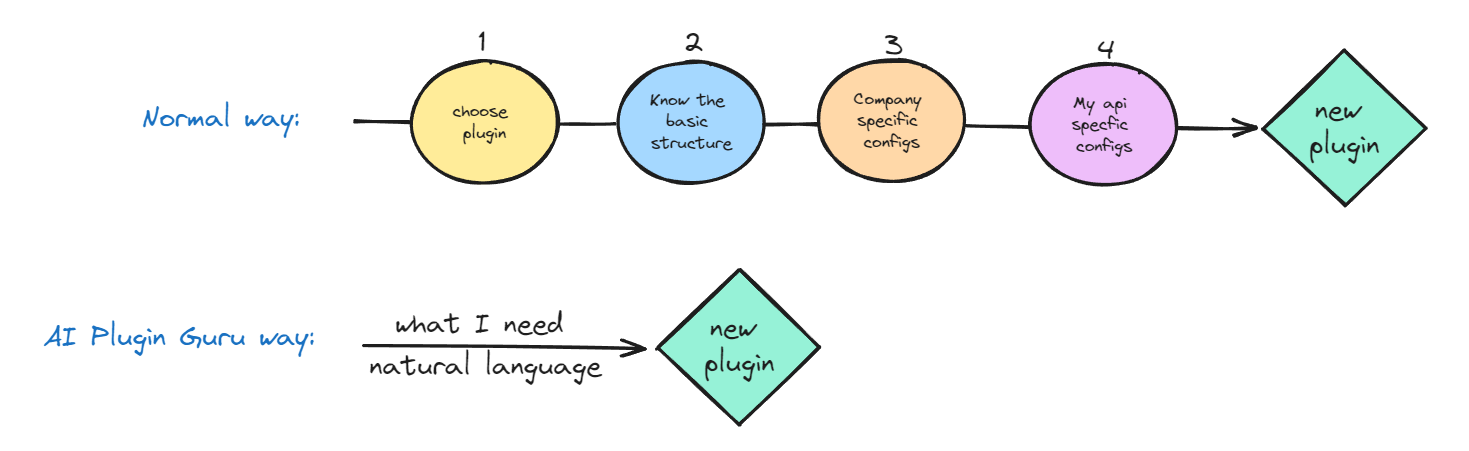 1
2
3
4
Normal way:
choose
plugin
Know the
basic
structure
Company
specific
configs
My api
specfic
configs
new
plugin
AI Plugin Guru way:
what I need
natural language
new
plugin